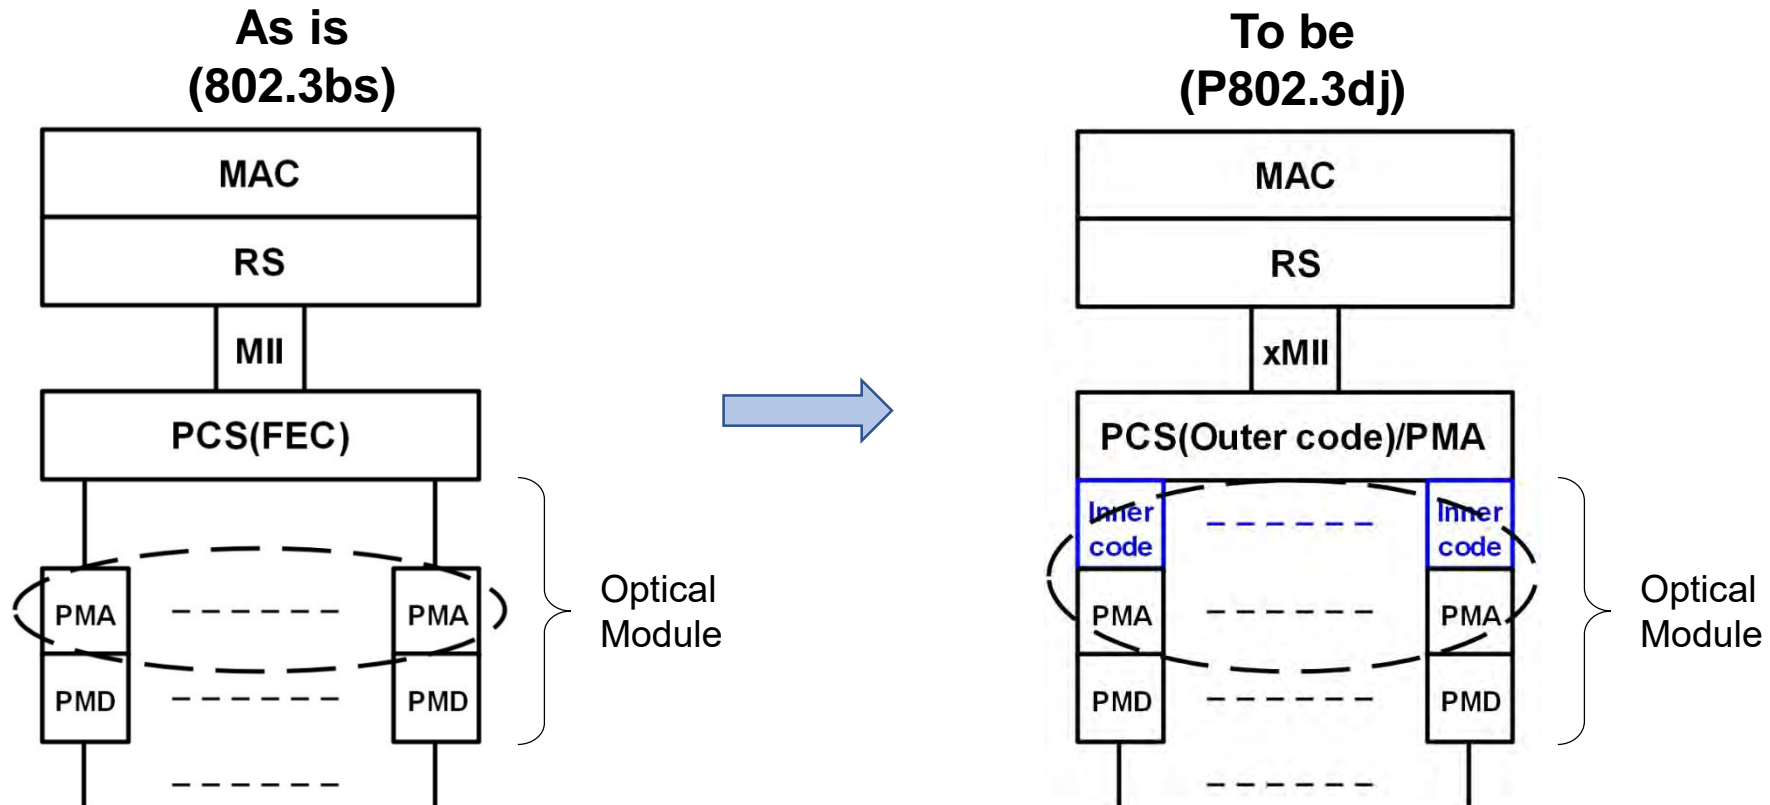 As is
(802.3bs)
MAC
RS
MII
PCS(FEC)
PMA
PMA
PMD
PMD
Optical
Module
To be
(P802.3dj)
MAC
RS
xMII
PCS(Outer code)/PMA
Inner
code
Inner
code
PMA
PMA
PMD
PMD
Optical
Module